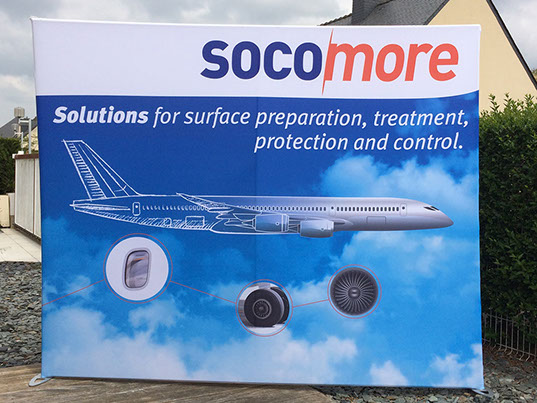 socomore
Solutions for surface preparation, treatment,
protection and control.